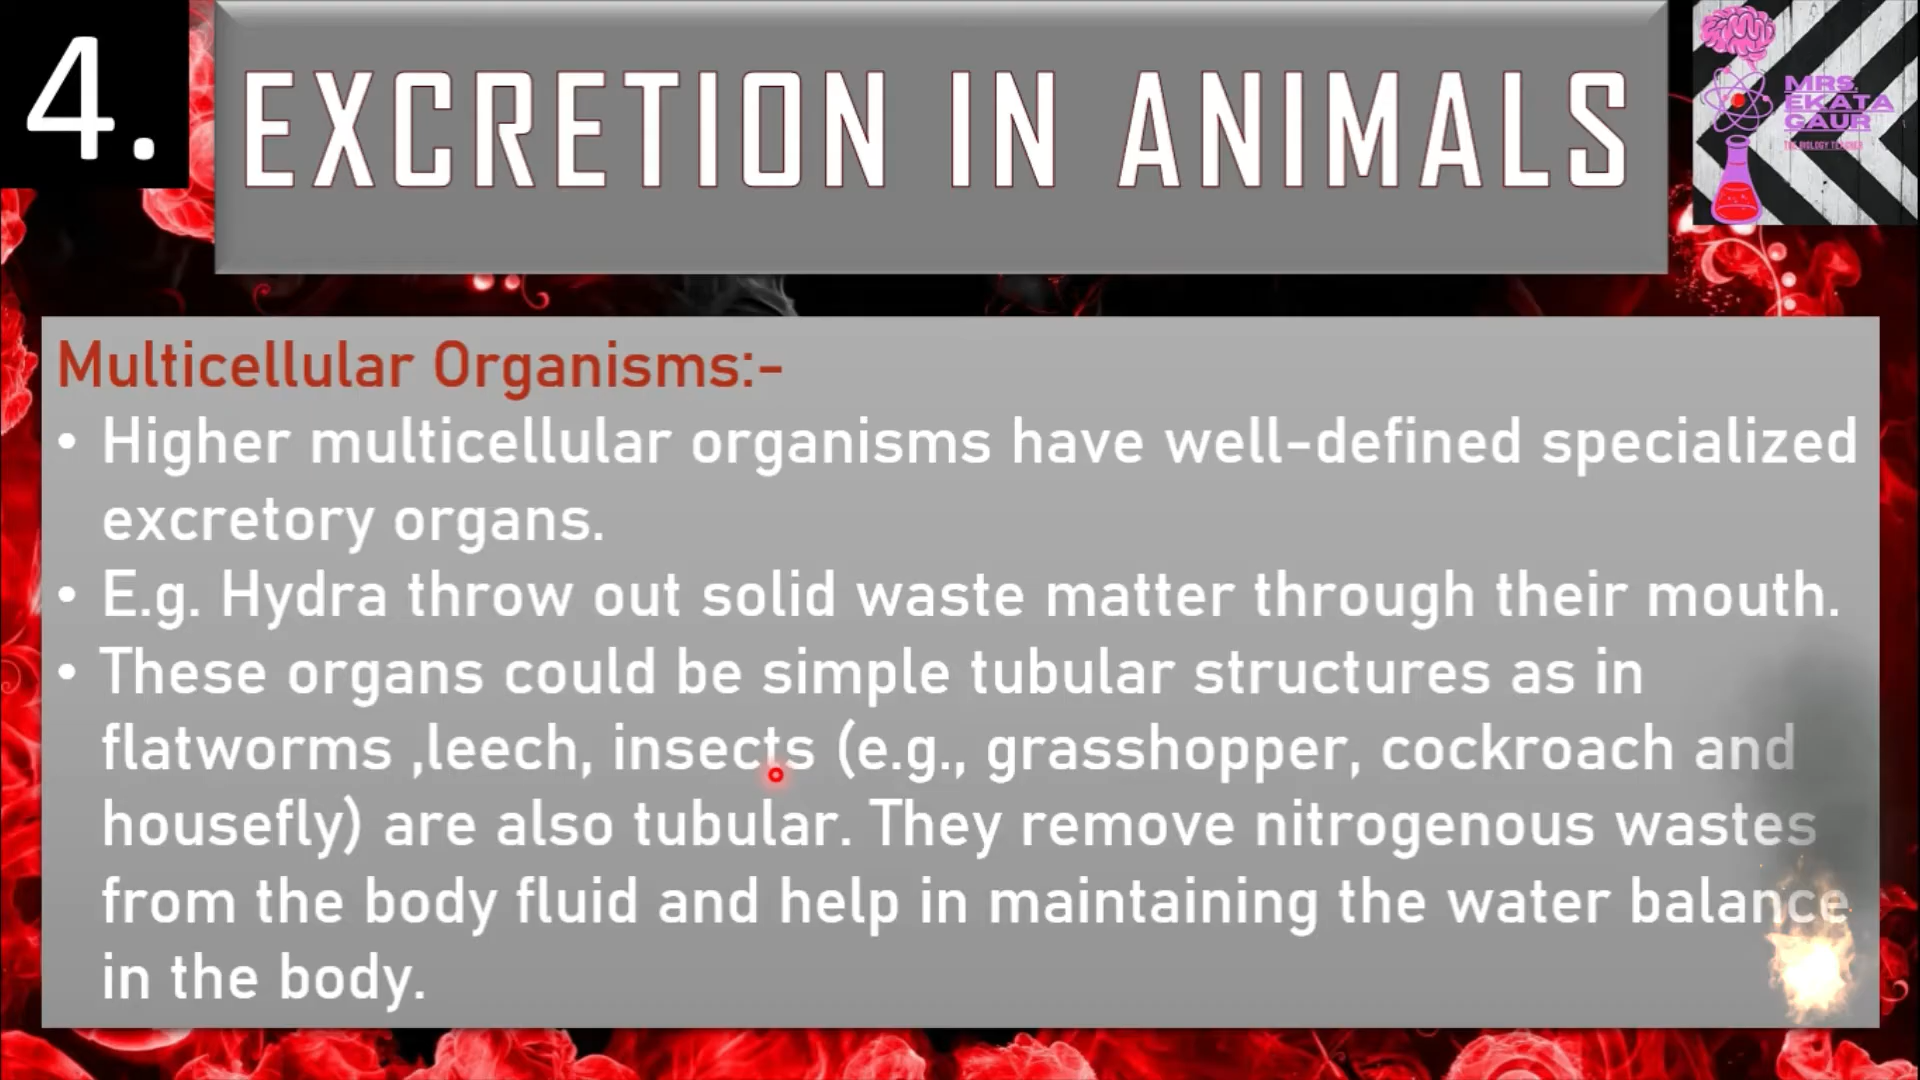 4.
EXCRETION IN ANIMALS
MRS.
EKATA
GAUR
THE BIOLOGY TEACHER
Multicellular Organisms:-
• Higher multicellular organisms have well-defined specialized
excretory organs.
• E.g. Hydra throw out solid waste matter through their mouth.
• These organs could be simple tubular structures as in
flatworms ,leech, insects (e.g., grasshopper, cockroach and
housefly) are also tubular. They remove nitrogenous wastes
from the body fluid and help in maintaining the water balance
in the body.